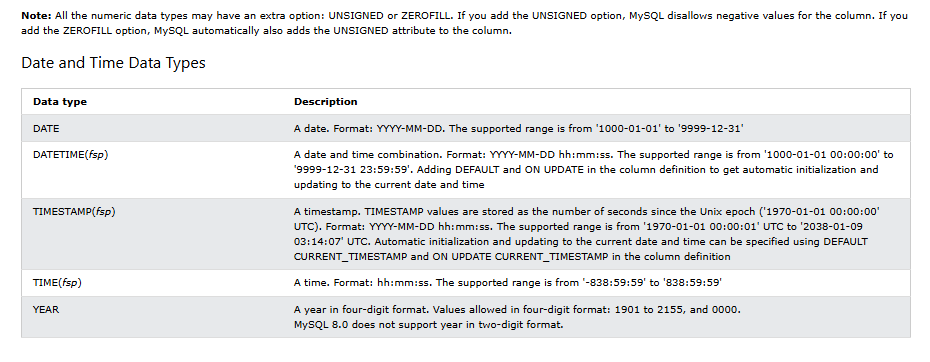 Note: All the numeric data types may have an extra option: UNSIGNED or ZEROFILL. If you add the UNSIGNED option, MySQL disallows negative values for the column. If you
add the ZEROFILL option, MySQL automatically also adds the UNSIGNED attribute to the column.
Date and Time Data Types
Data type Description
DATE A date. Format: YYYY-MM-DD. The supported range is from '1000-01-01' to '9999-12-31'
DATETIME(fsp) A date and time combination. Format: YYYY-MM-DD hh:mm:ss. The supported range is from '1000-01-01 00:00:00' to
'9999-12-31 23:59:59'. Adding DEFAULT and ON UPDATE in the column definition to get automatic initialization and
updating to the current date and time
TIMESTAMP(fsp) A timestamp. TIMESTAMP values are stored as the number of seconds since the Unix epoch ('1970-01-01 00:00:00'
UTC). Format: YYYY-MM-DD hh:mm:ss. The supported range is from '1970-01-01 00:00:01' UTC to '2038-01-09
03:14:07' UTC. Automatic initialization and updating to the current date and time can be specified using DEFAULT
CURRENT_TIMESTAMP and ON UPDATE CURRENT_TIMESTAMP in the column definition
TIME(fsp) A time. Format: hh:mm:ss. The supported range is from '-838:59:59' to '838:59:59'
YEAR A year in four-digit format. Values allowed in four-digit format: 1901 to 2155, and 0000.
MySQL 8.0 does not support year in two-digit format.